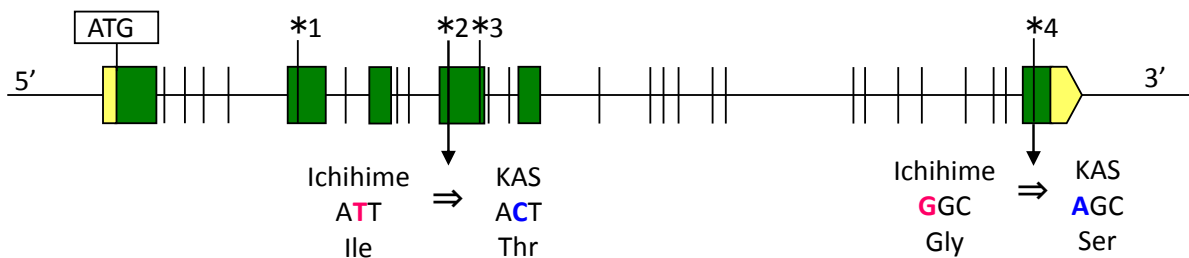 ATG
*1
*2
*3
*4
5’
3’
Ichihime
ATT
Ile
⇒
KAS
ACT
Thr
Ichihime
GGC
Gly
⇒
KAS
AGC
Ser